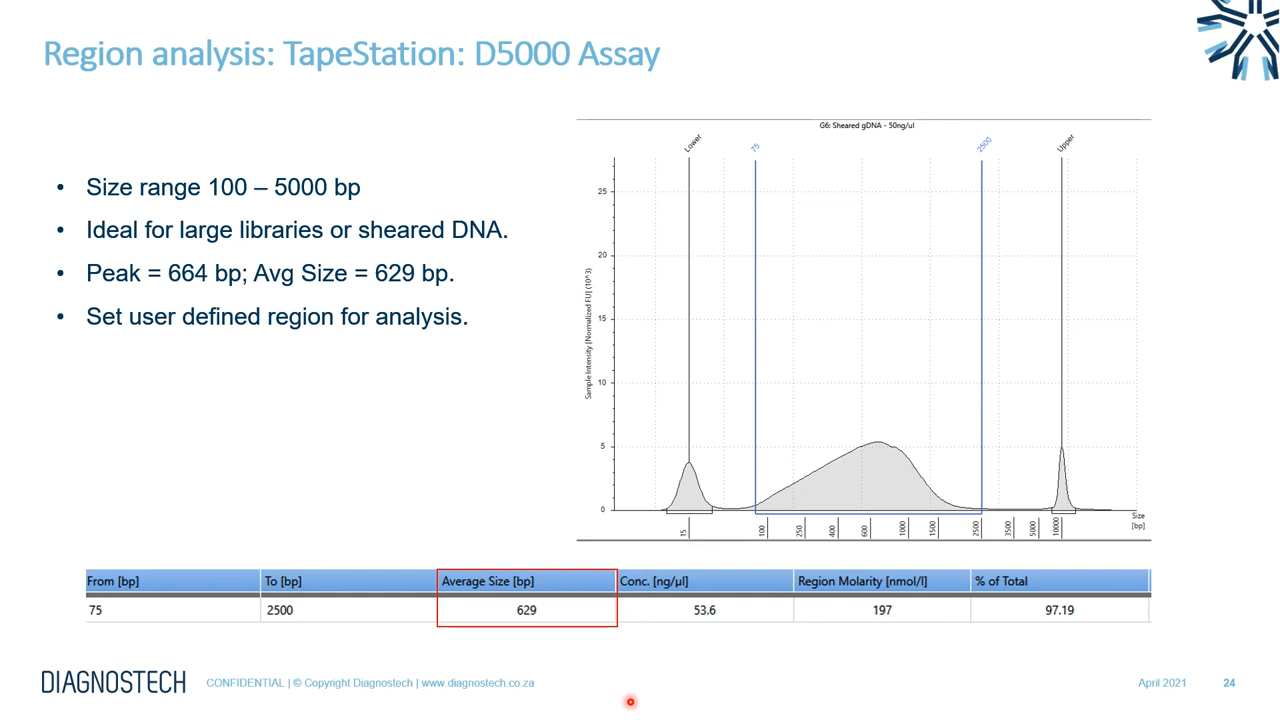 Region analysis: TapeStation: D5000 Assay
• Size range 100 – 5000 bp
• Ideal for large libraries or sheared DNA.
• Peak = 664 bp; Avg Size = 629 bp.
• Set user defined region for analysis.
G6: Sheared gDNA - 50ng/ul
Lower 75 2500 Upper
Sample Intensity [Normalized FU] (10^3)
25
20
15
10
5
0
15 100 250 400 600 1000 1500 2500 3500 5000 10000
Size
[bp]
From [bp] To [bp] Average Size [bp] Conc. [ng/µl] Region Molarity [nmol/l] % of Total
75 2500 629 53.6 197 97.19
DIAGNOSTECH CONFIDENTIAL | © Copyright Diagnostech | www.diagnostech.co.za April 2021 24